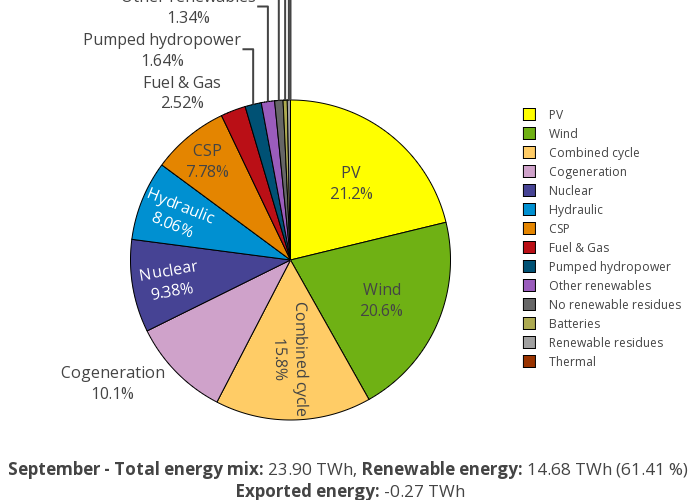 Other renewables
1.34%
Pumped hydropower
1.64%
Fuel & Gas
2.52%
CSP
7.78%
PV
21.2%
Hydraulic
8.06%
Nuclear
9.38%
Wind
20.6%
Combined cycle
15.8%
Cogeneration
10.1%
PV
Wind
Combined cycle
Cogeneration
Nuclear
Hydraulic
CSP
Fuel & Gas
Pumped hydropower
Other renewables
No renewable residues
Batteries
Renewable residues
Thermal
September - Total energy mix: 23.90 TWh, Renewable energy: 14.68 TWh (61.41 %)
Exported energy: -0.27 TWh